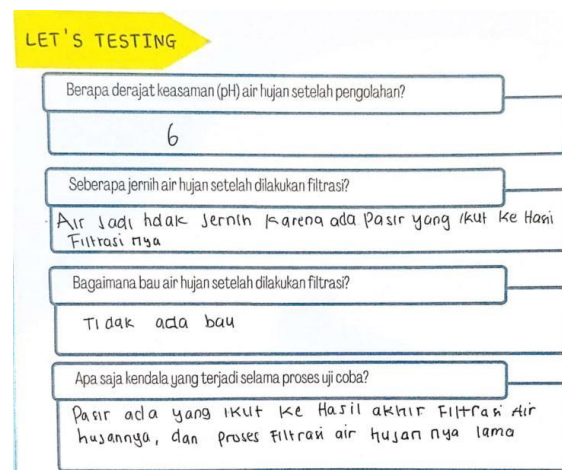 LET'S TESTING
Berapa derajat keasaman (pH) air hujan setelah pengolahan?
6
Seberapa jernih air hujan setelah dilakukan filtrasi?
Air Jadi tidak Jernih Karena ada Pasir yang ikut ke Hasil
Filtrasi nya
Bagaimana bau air hujan setelah dilakukan filtrasi?
Tidak ada bau
Apa saja kendala yang terjadi selama proses uji coba?
Pasir ada yang ikut ke Hasil akhir Filtrasi Air
hujannya, dan proses Filtrasi air hujan nya lama